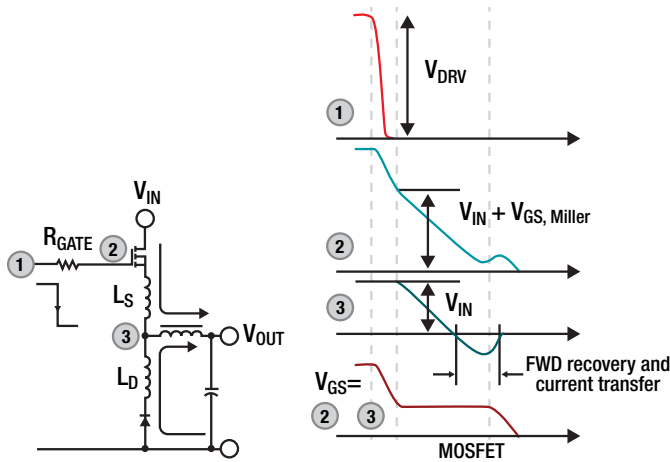 V_IN
R_GATE
1
2
L_S
3
V_OUT
L_D
1
V_DRV
2
V_IN + V_GS, Miller
3
V_IN
FWD recovery and
current transfer
V_GS=
2 3
MOSFET